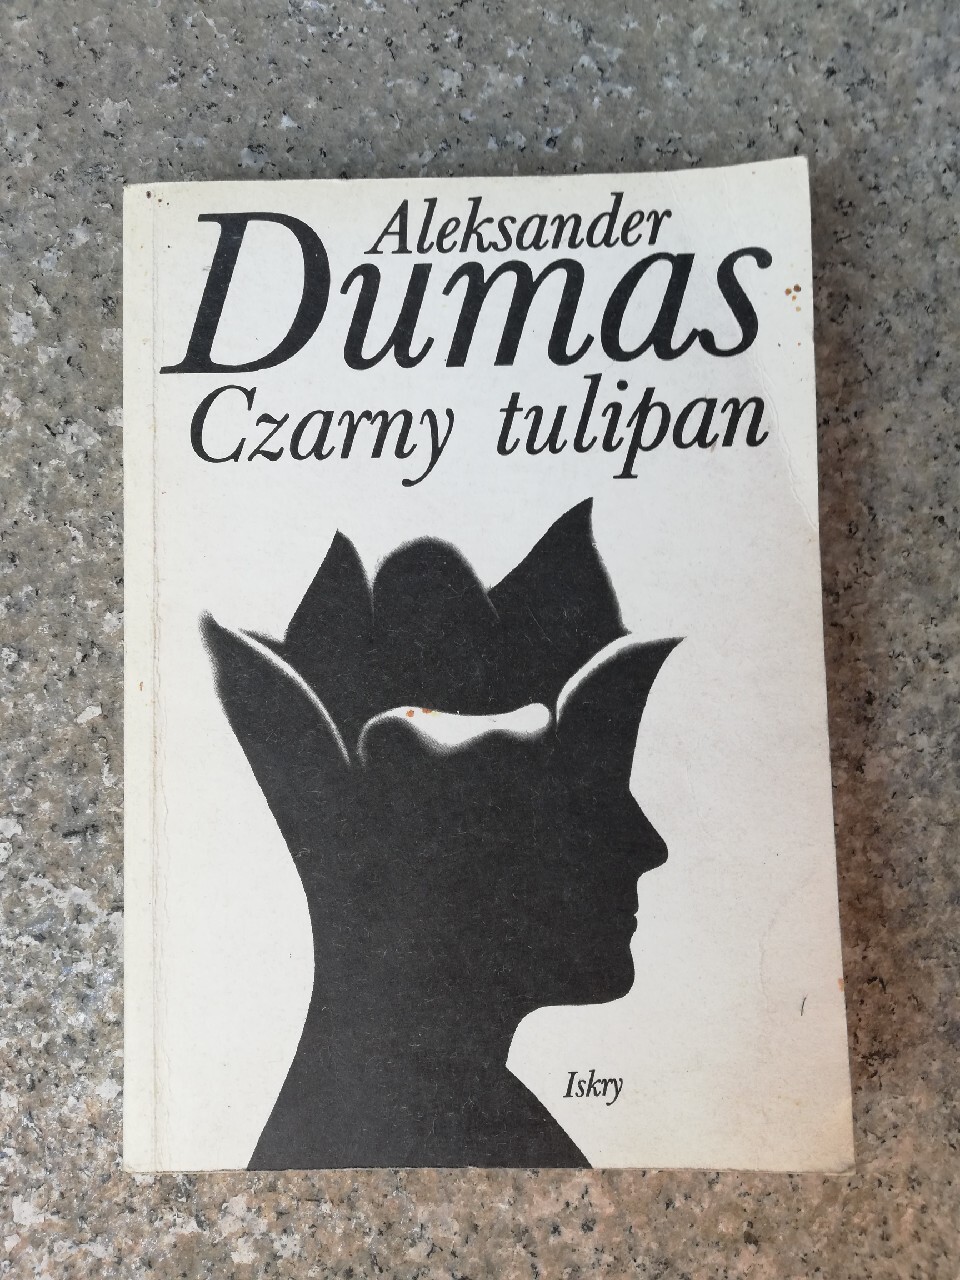 Aleksander
Dumas
Czarny tulipan
Iskry